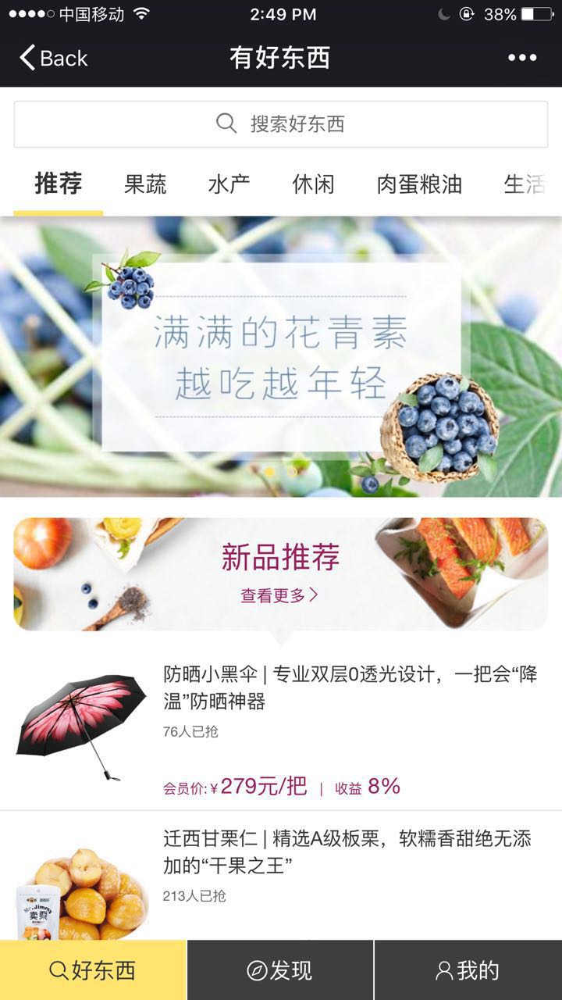 中国移动 2:49 PM 38%
Back 有好东西
搜索好东西
推荐 果蔬 水产 休闲 肉蛋粮油 生活
满满的花青素
越吃越年轻
新品推荐
查看更多
防晒小黑伞 | 专业双层0透光设计，一把会“降
温”防晒神器
76人已抢
会员价:¥279元/把 | 收益 8%
迁西甘栗仁 | 精选A级板栗，软糯香甜绝无添
加的“干果之王”
213人已抢
Mr.Jimmy
好东西 发现 我的